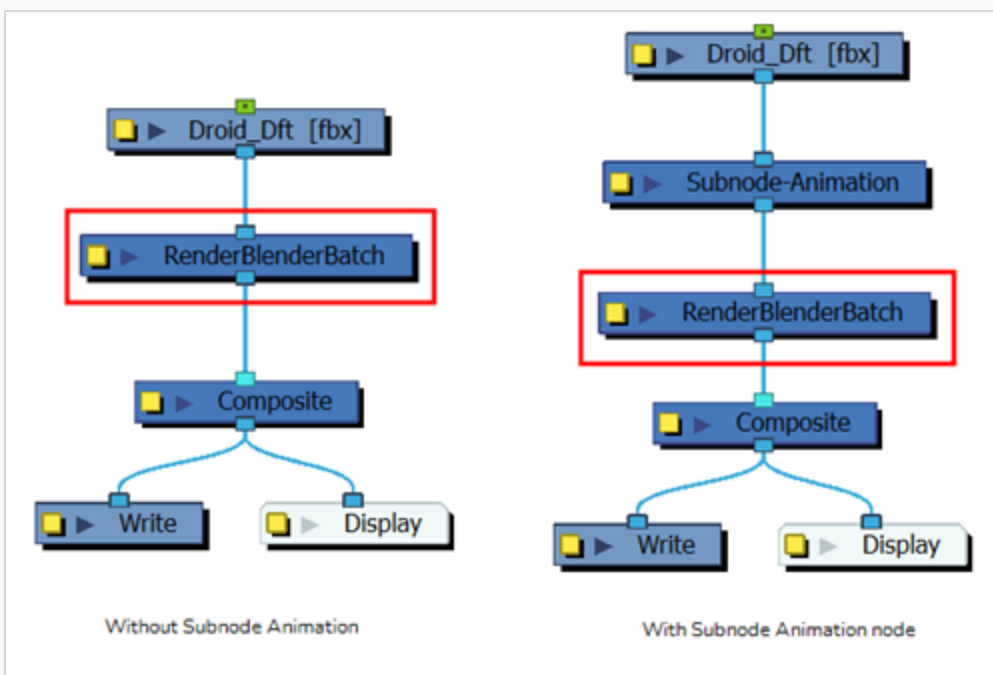 Droid_Dft [fbx]
RenderBlenderBatch
Composite
Write
Display
Without Subnode Animation
Droid_Dft [fbx]
Subnode-Animation
RenderBlenderBatch
Composite
Write
Display
With Subnode Animation node